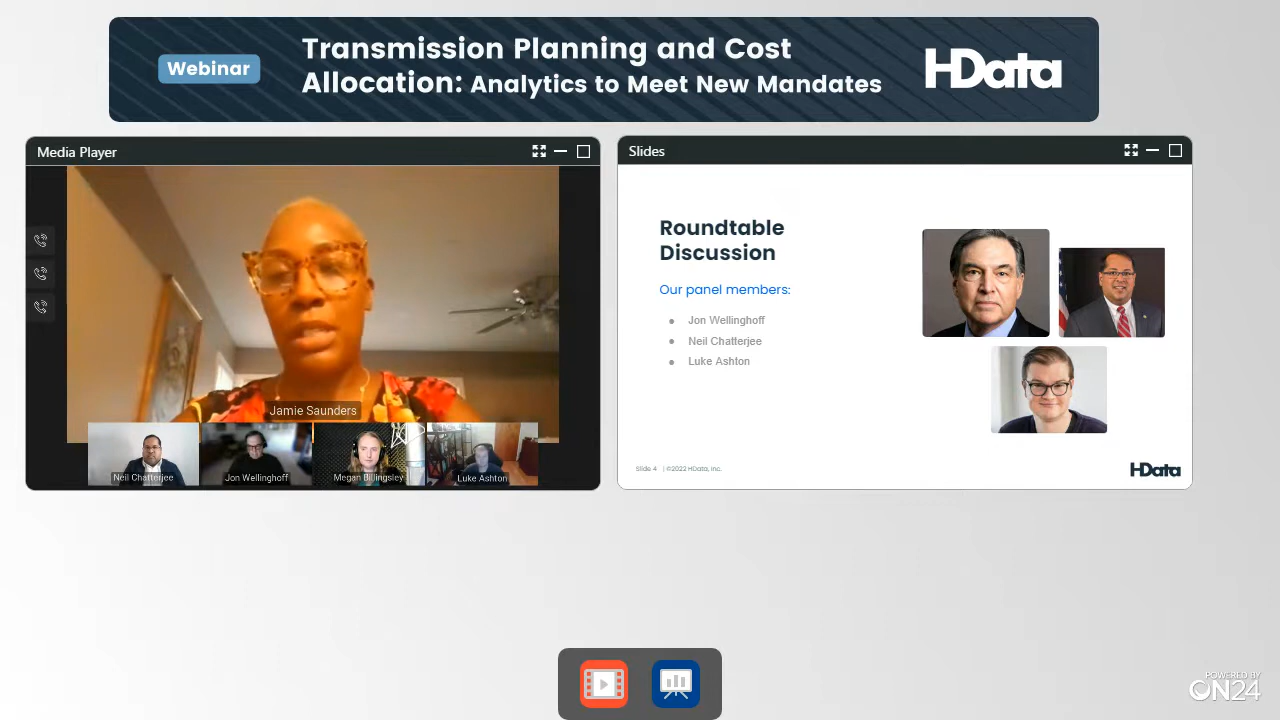 Webinar
Transmission Planning and Cost
Allocation: Analytics to Meet New Mandates
HData
Media Player
Jamie Saunders
Neil Chatterjee
Jon Wellinghoff
Megan Billingsley
Luke Ashton
Slides
Roundtable
Discussion
Our panel members:
● Jon Wellinghoff
● Neil Chatterjee
● Luke Ashton
Slide 4 | ©2022 HData, Inc.
HData
POWERED BY
ON24